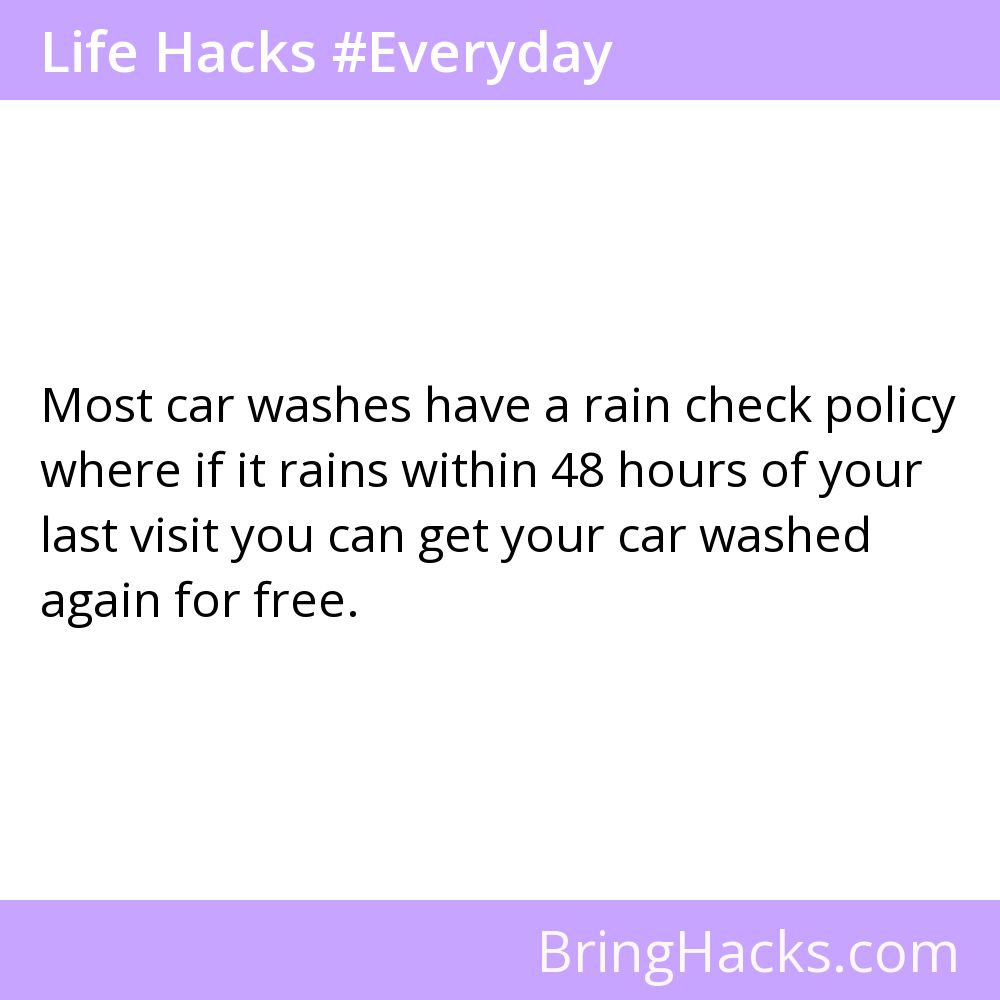 Life Hacks #Everyday
Most car washes have a rain check policy
where if it rains within 48 hours of your
last visit you can get your car washed
again for free.
BringHacks.com